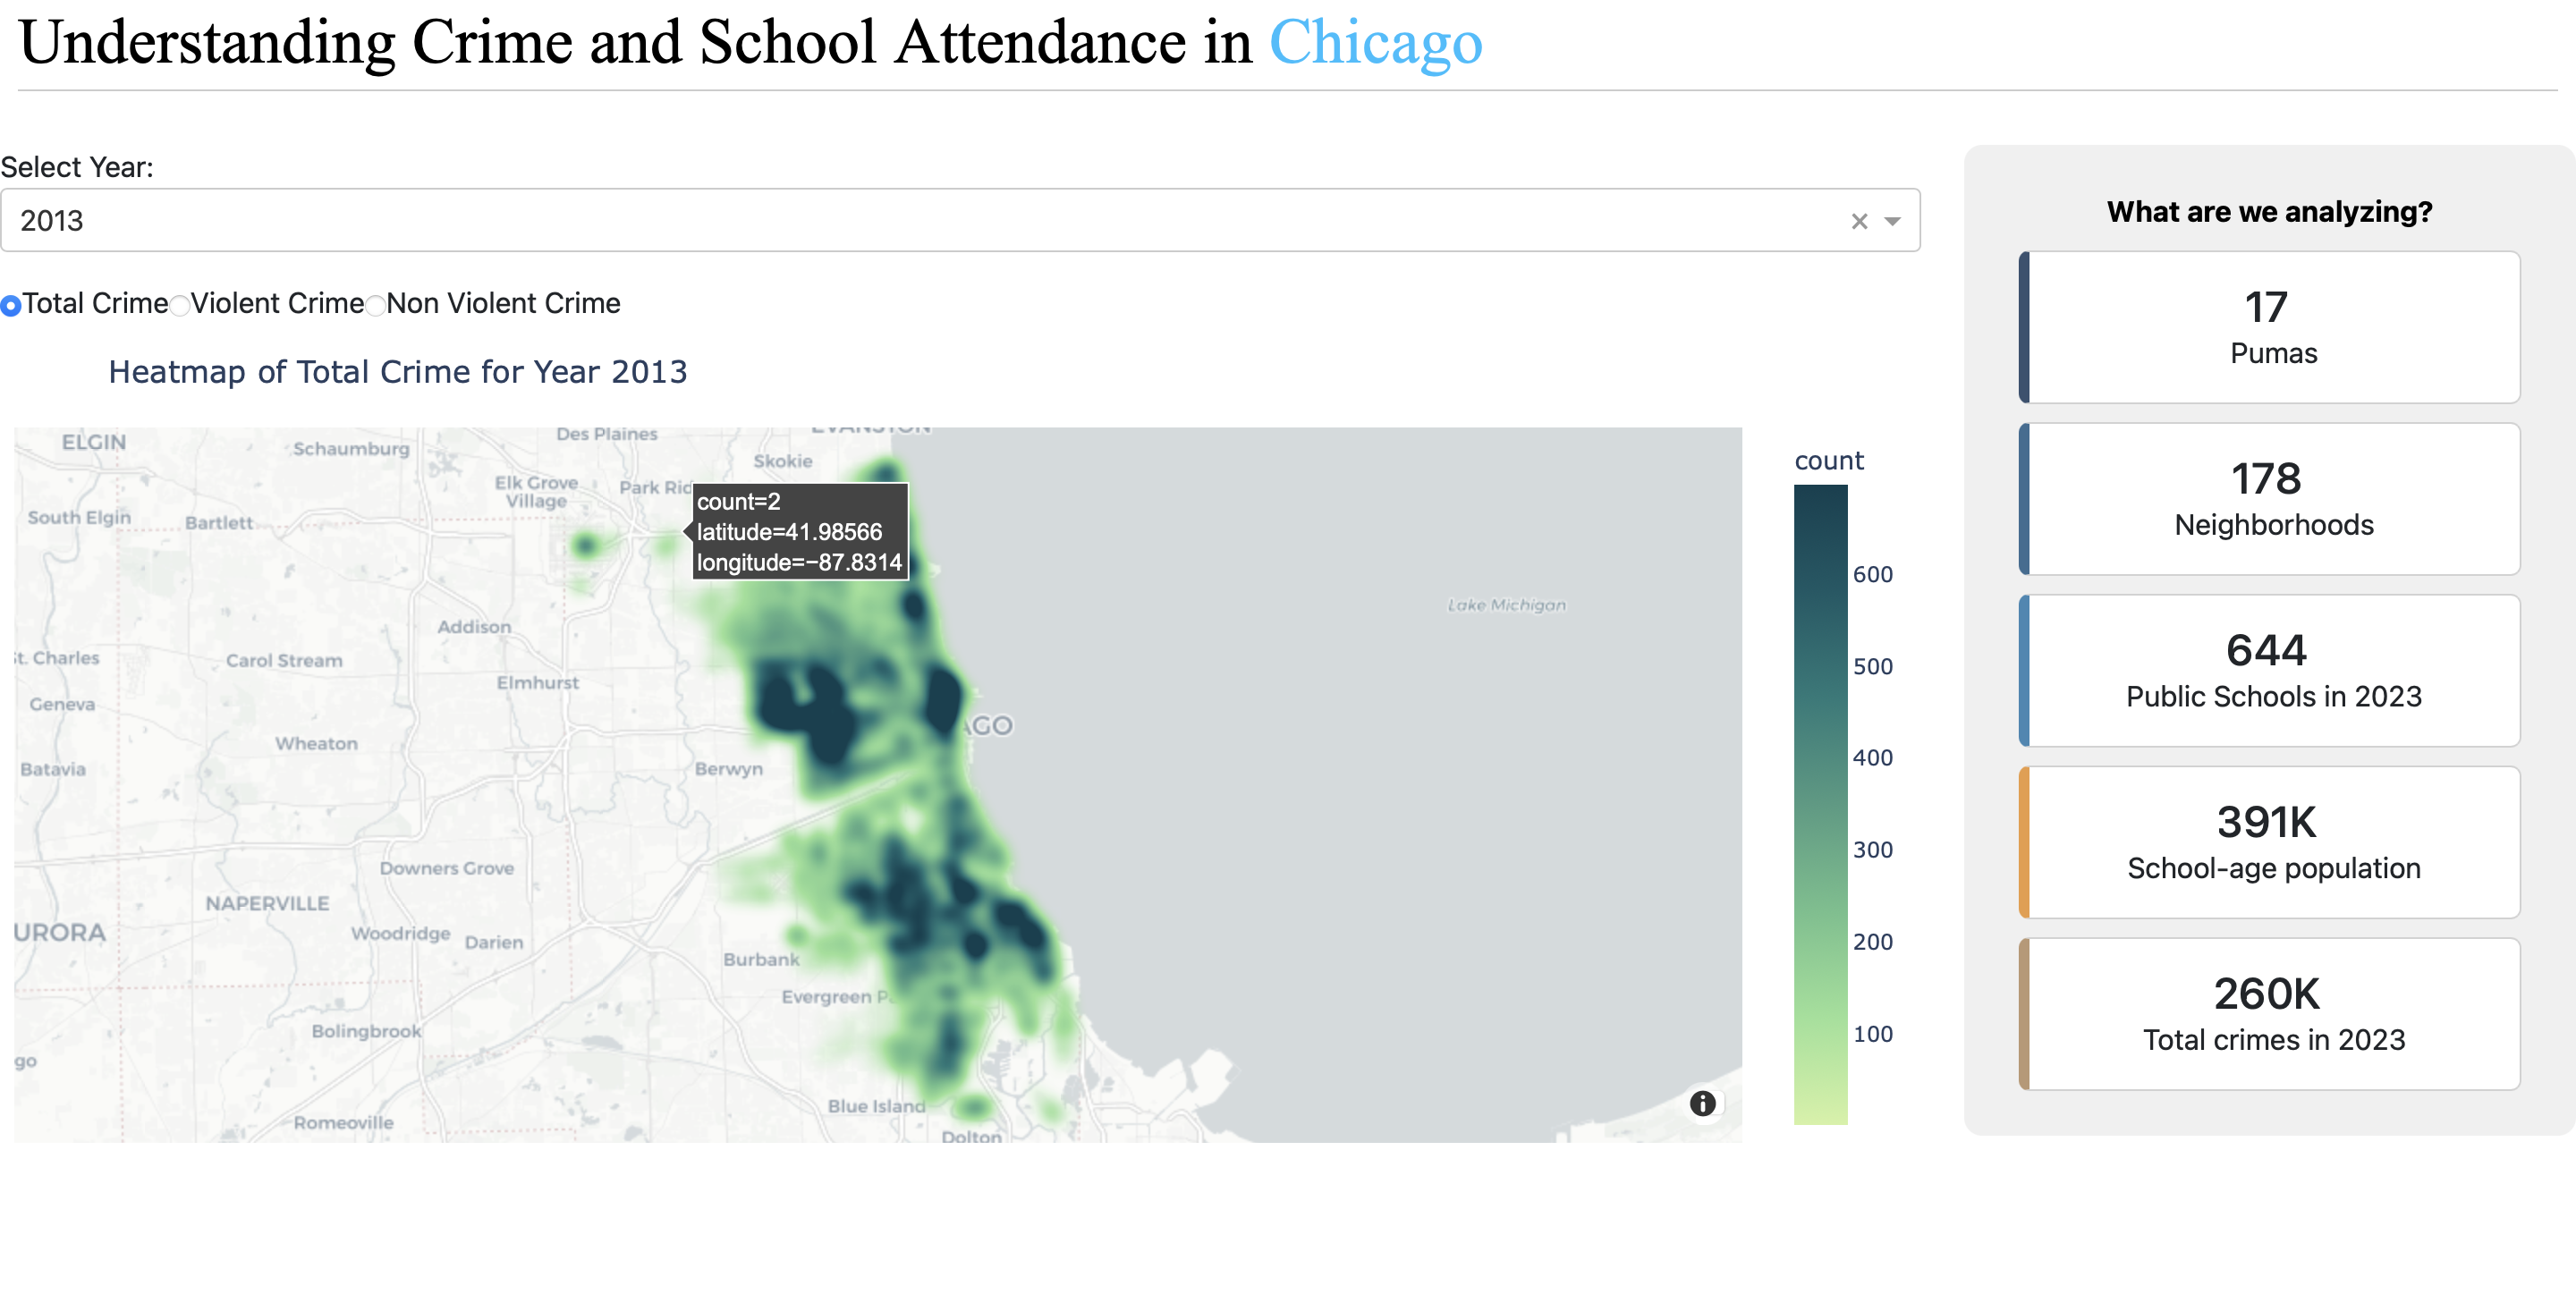 Understanding Crime and School Attendance in Chicago
Select Year:
2013
Total Crime Violent Crime Non Violent Crime
Heatmap of Total Crime for Year 2013
EVANSTON
Des Plaines
ELGIN
Schaumburg
Skokie
Elk Grove
Village
Park Rid
South Elgin
Bartlett
count=2
latitude=41.98566
longitude=−87.8314
Lake Michigan
Addison
t. Charles
Carol Stream
Elmhurst
Geneva
AGO
Wheaton
Batavia
Berwyn
Downers Grove
NAPERVILLE
URORA
Woodridge
Darien
Burbank
Evergreen P
Bolingbrook
go
Blue Island
Romeoville
Dolton
count
600
500
400
300
200
100
What are we analyzing?
17
Pumas
178
Neighborhoods
644
Public Schools in 2023
391K
School-age population
260K
Total crimes in 2023